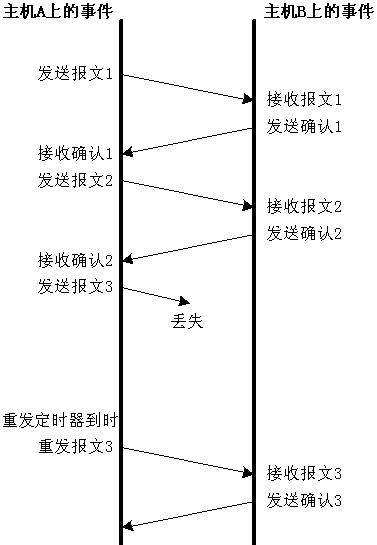 主机A上的事件
主机B上的事件
发送报文1
接收报文1
发送确认1
接收确认1
发送报文2
接收报文2
发送确认2
接收确认2
发送报文3
丢失
重发定时器到时
重发报文3
接收报文3
发送确认3